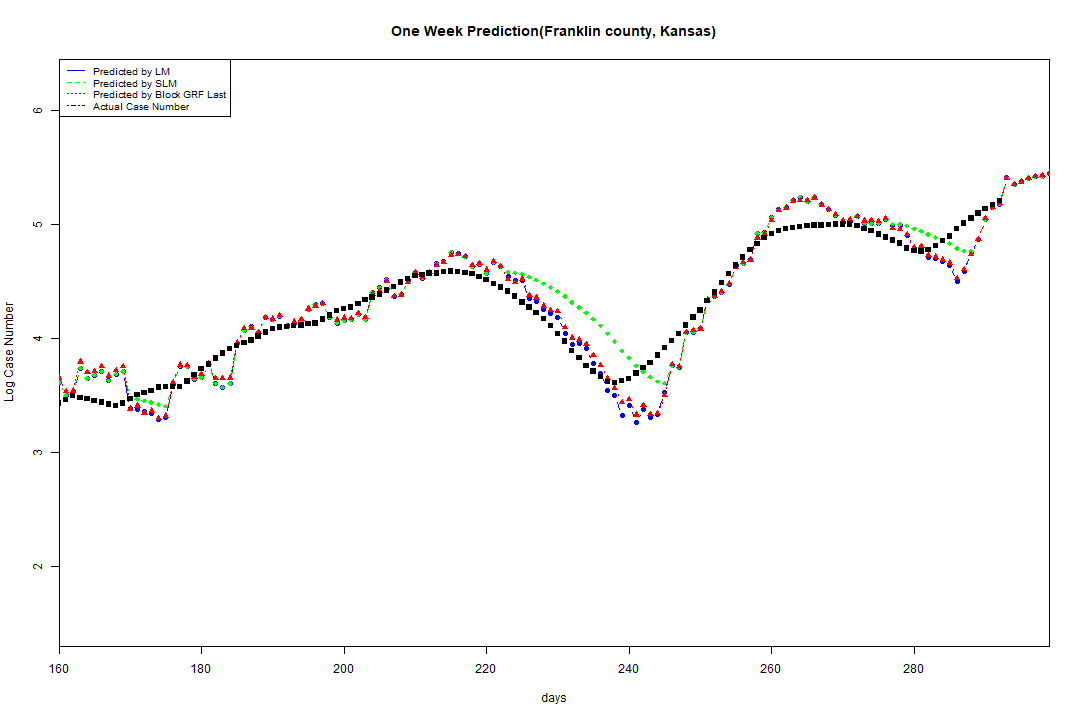 One Week Prediction(Franklin county, Kansas)
Predicted by LM
Predicted by SLM
Predicted by Block GRF Last
Actual Case Number
Log Case Number
6
5
4
3
2
160 180 200 220 240 260 280
days